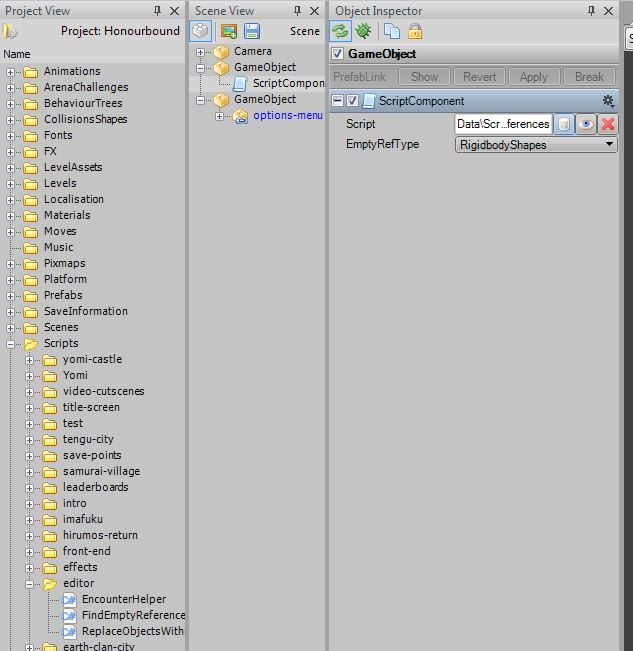 Project View
Project: Honourbound
Name
Animations
ArenaChallenges
BehaviourTrees
CollisionsShapes
Fonts
FX
LevelAssets
Levels
Localisation
Materials
Moves
Music
Pixmaps
Platform
Prefabs
SaveInformation
Scenes
Scripts
yomi-castle
Yomi
video-cutscenes
title-screen
test
tengu-city
save-points
samurai-village
leaderboards
intro
imafuku
hirumos-return
front-end
effects
editor
EncounterHelper
FindEmptyReference
ReplaceObjectsWith
earth-clan-city
Scene View
Scene
Camera
GameObject
ScriptCompon
GameObject
options-menu
Object Inspector
GameObject
PrefabLink Show Revert Apply Break
ScriptComponent
Script Data\Scr...ferences
EmptyRefType RigidbodyShapes